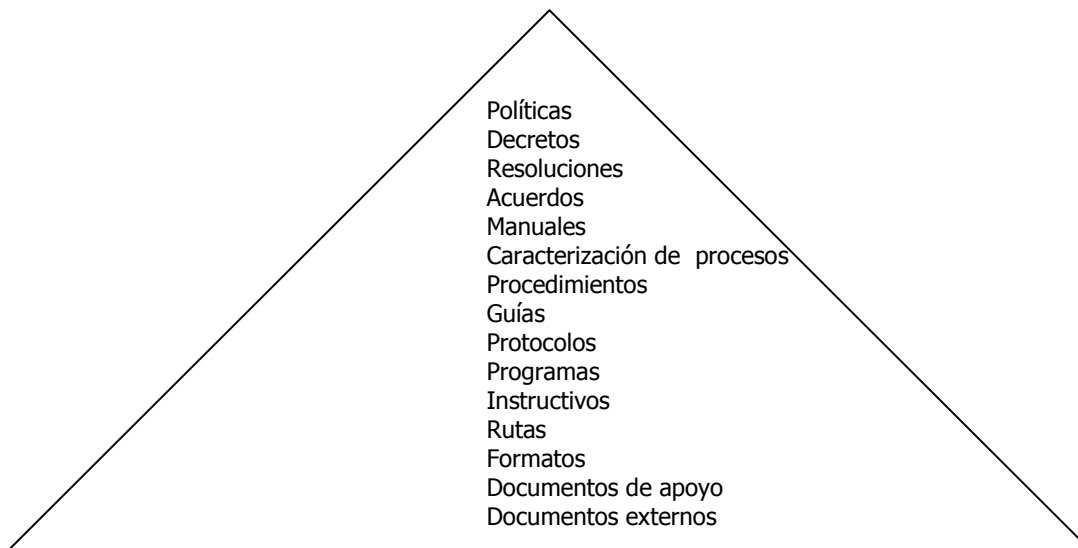 Políticas
Decretos
Resoluciones
Acuerdos
Manuales
Caracterización de  procesos
Procedimientos
Guías
Protocolos
Programas
Instructivos
Rutas
Formatos
Documentos de apoyo
Documentos externos